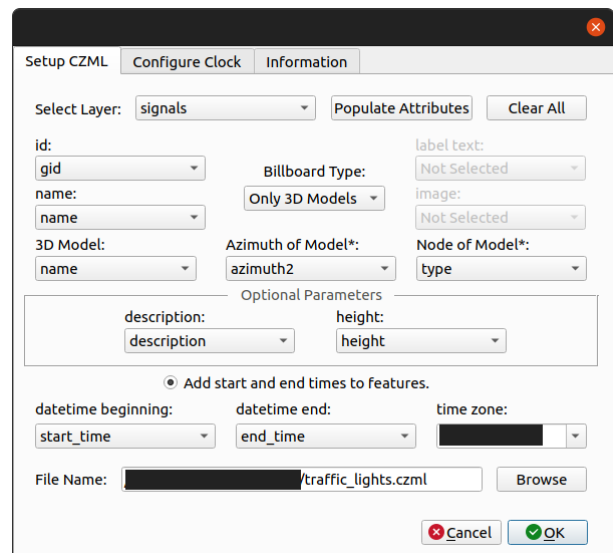 Setup CZML Configure Clock Information
Select Layer: signals Populate Attributes Clear All
id: label text:
gid Billboard Type: Not Selected
name: Only 3D Models image:
name Not Selected
3D Model: Azimuth of Model*: Node of Model*:
name azimuth2 type
Optional Parameters
description: height:
description height
Add start and end times to features.
datetime beginning: datetime end: time zone:
start_time end_time
File Name: /traffic_lights.czml Browse
Cancel OK